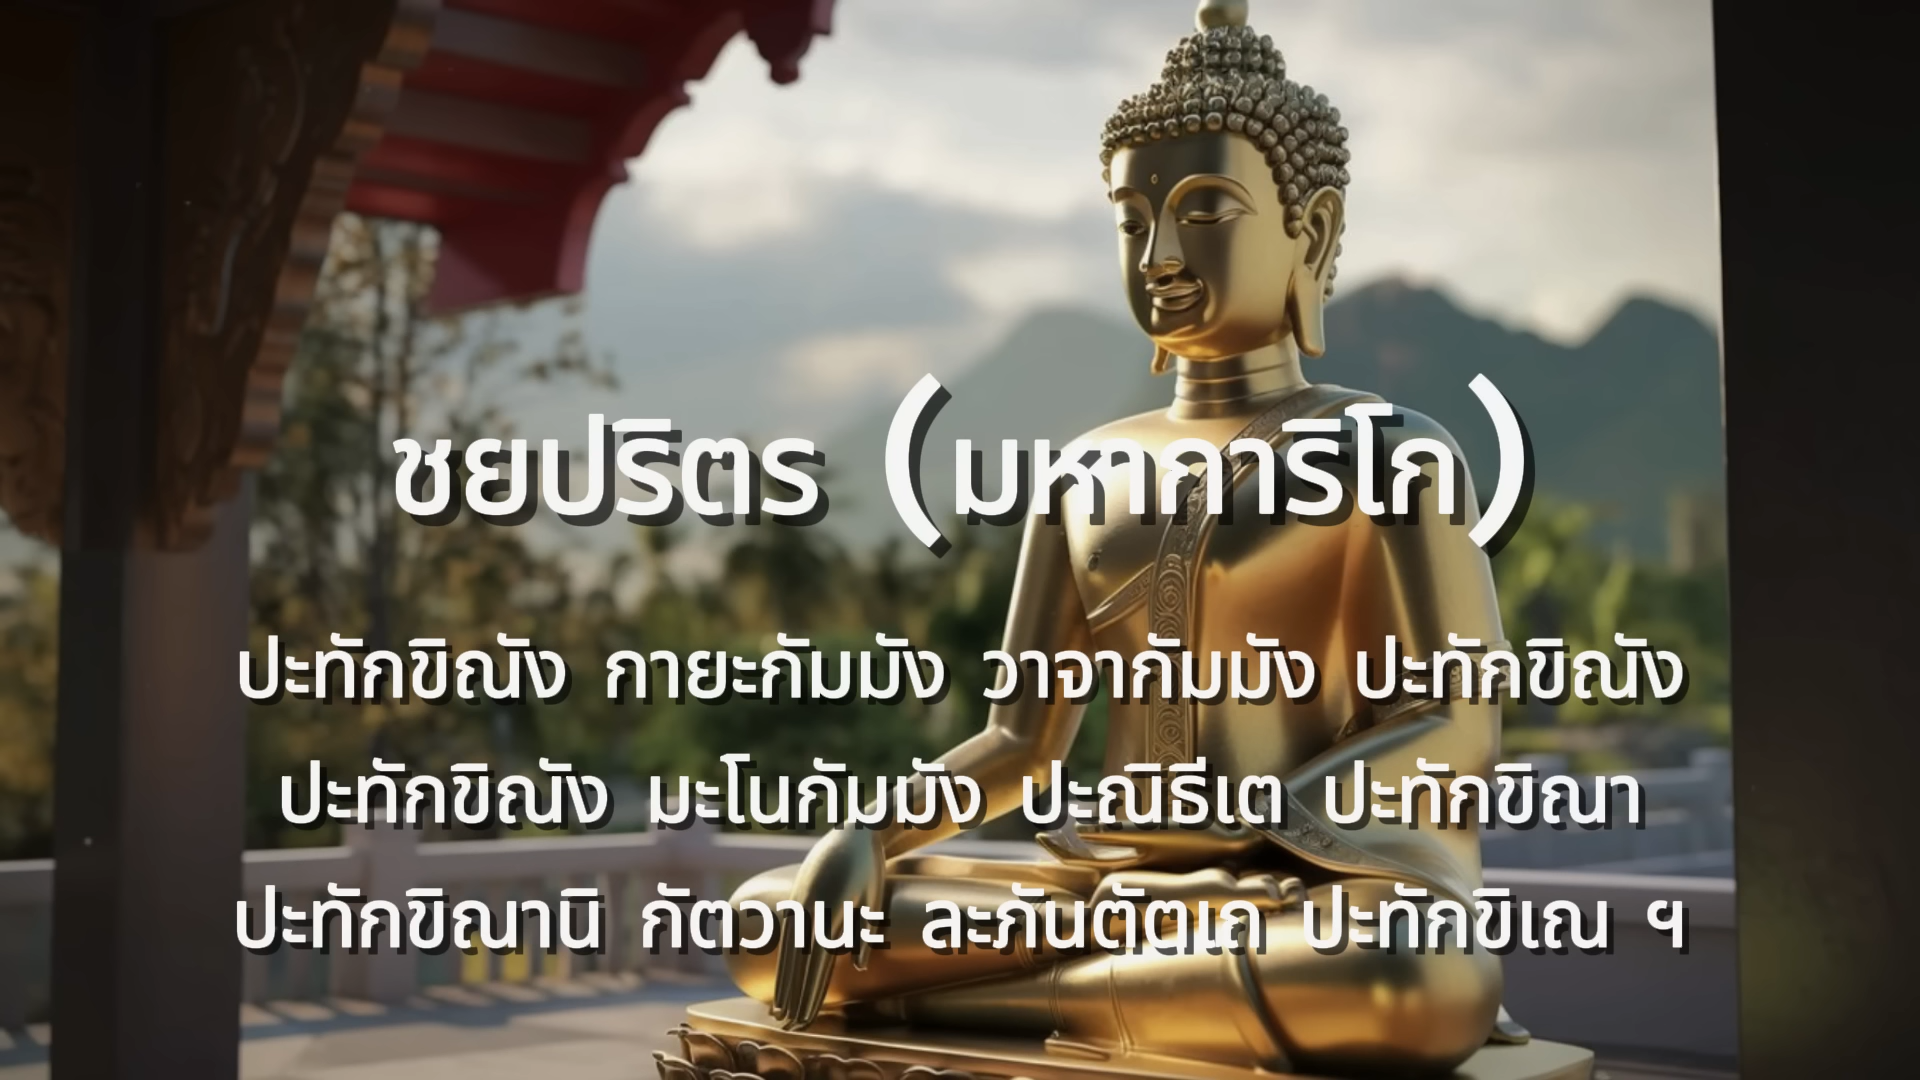 ชยปริตร (มหาการิโก)
ปะทักขิณัง กายะกัมมัง วาจากัมมัง ปะทักขิณัง
ปะทักขิณัง มะโนกัมมัง ปะณิธีเต ปะทักขิณา
ปะทักขิณานิ กัตวานะ ละภันตัตเถ ปะทักขิเณ ฯ